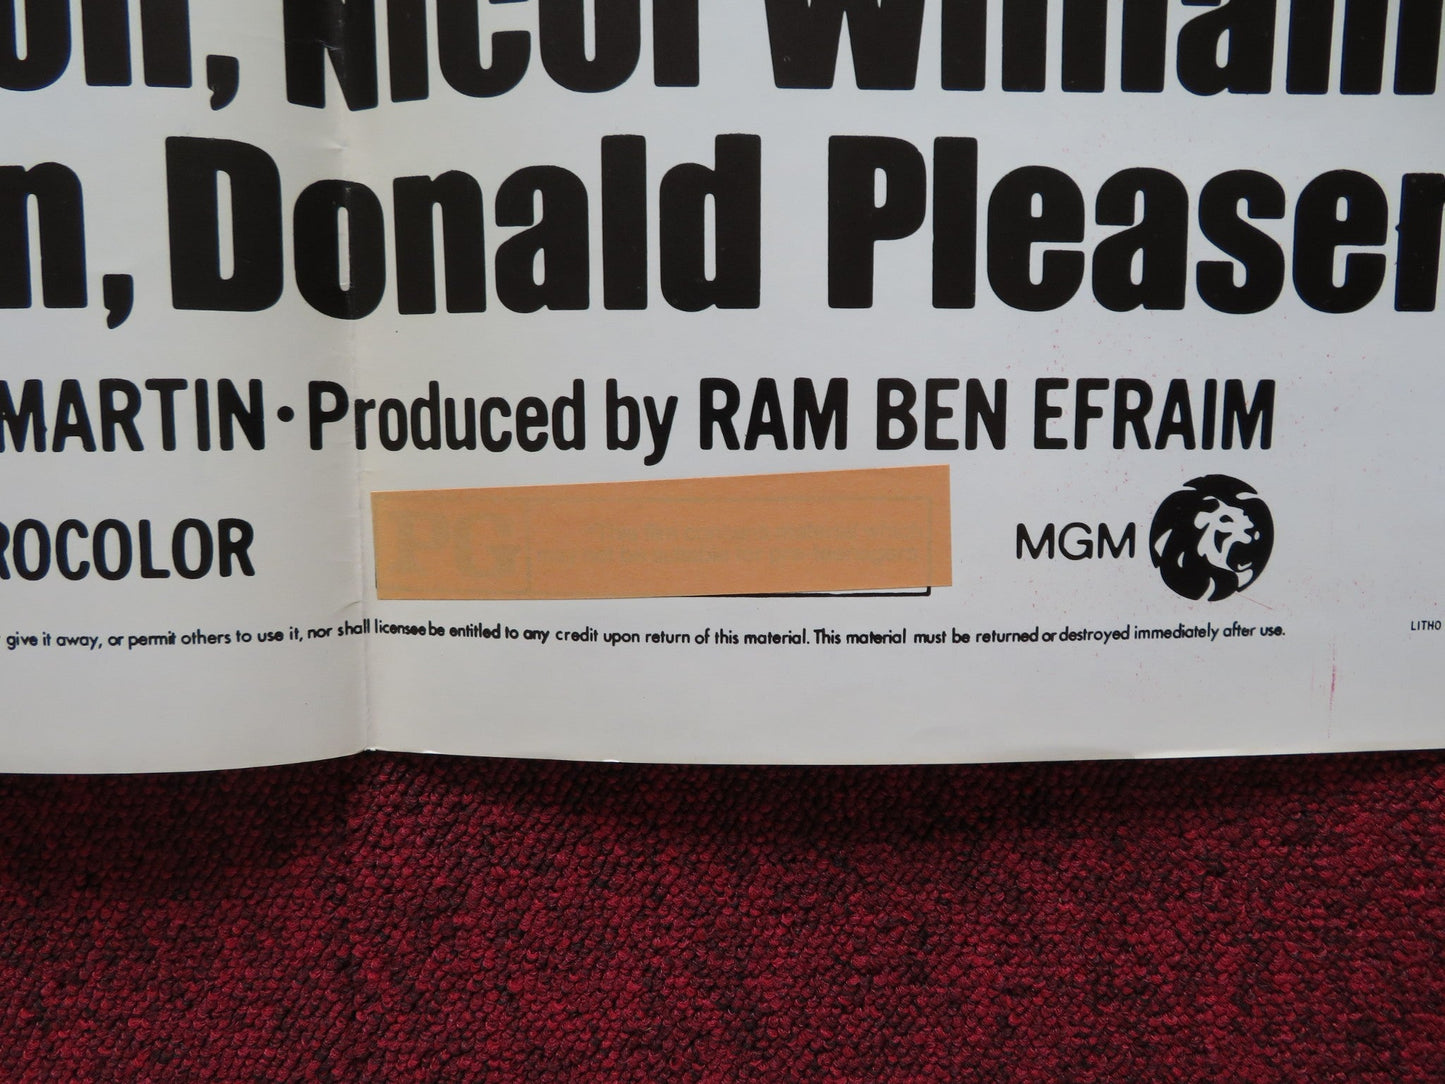 on, Nicol William
n, Donald Pleasen
MARTIN · Produced by RAM BEN EFRAIM
ROCOLOR
PG
MGM
give it away, or permit others to use it, nor shall licensee be entitled to any credit upon return of this material. This material must be returned or destroyed immediately after use.
LITHO